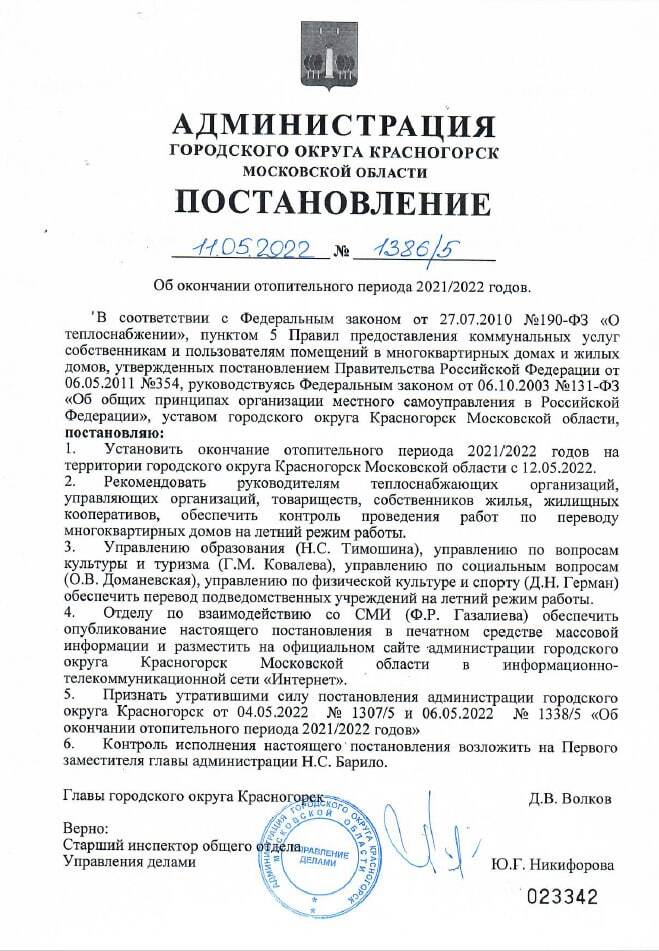 АДМИНИСТРАЦИЯ
ГОРОДСКОГО ОКРУГА КРАСНОГОРСК
МОСКОВСКОЙ ОБЛАСТИ
ПОСТАНОВЛЕНИЕ
11.05.2022 № 1386/5
Об окончании отопительного периода 2021/2022 годов.
В соответствии с Федеральным законом от 27.07.2010 №190-ФЗ «О
теплоснабжении», пунктом 5 Правил предоставления коммунальных услуг
собственникам и пользователям помещений в многоквартирных домах и жилых
домов, утвержденных постановлением Правительства Российской Федерации от
06.05.2011 №354, руководствуясь Федеральным законом от 06.10.2003 №131-ФЗ
«Об общих принципах организации местного самоуправления в Российской
Федерации», уставом городского округа Красногорск Московской области,
постановляю:
1. Установить окончание отопительного периода 2021/2022 годов на
территории городского округа Красногорск Московской области с 12.05.2022.
2. Рекомендовать руководителям теплоснабжающих организаций,
управляющих организаций, товариществ, собственников жилья, жилищных
кооперативов, обеспечить контроль проведения работ по переводу
многоквартирных домов на летний режим работы.
3. Управлению образования (Н.С. Тимошина), управлению по вопросам
культуры и туризма (Г.М. Ковалева), управлению по социальным вопросам
(О.В. Доманевская), управлению по физической культуре и спорту (Д.Н. Герман)
обеспечить перевод подведомственных учреждений на летний режим работы.
4. Отделу по взаимодействию со СМИ (Ф.Р. Газалиева) обеспечить
опубликование настоящего постановления в печатном средстве массовой
информации и разместить на официальном сайте администрации городского
округа Красногорск Московской области в информационно-
телекоммуникационной сети «Интернет».
5. Признать утратившими силу постановления администрации городского
округа Красногорск от 04.05.2022 № 1307/5 и 06.05.2022 № 1338/5 «Об
окончании отопительного периода 2021/2022 годов»
6. Контроль исполнения настоящего постановления возложить на Первого
заместителя главы администрации Н.С. Барило.
Главы городского округа Красногорск Д.В. Волков
Верно:
Старший инспектор общего отдела
Управления делами Ю.Г. Никифорова
АДМИНИСТРАЦИЯ ГОРОДСКОГО ОКРУГА КРАСНОГОРСК
МОСКОВСКОЙ ОБЛАСТИ
УПРАВЛЕНИЕ
ДЕЛАМИ
023342